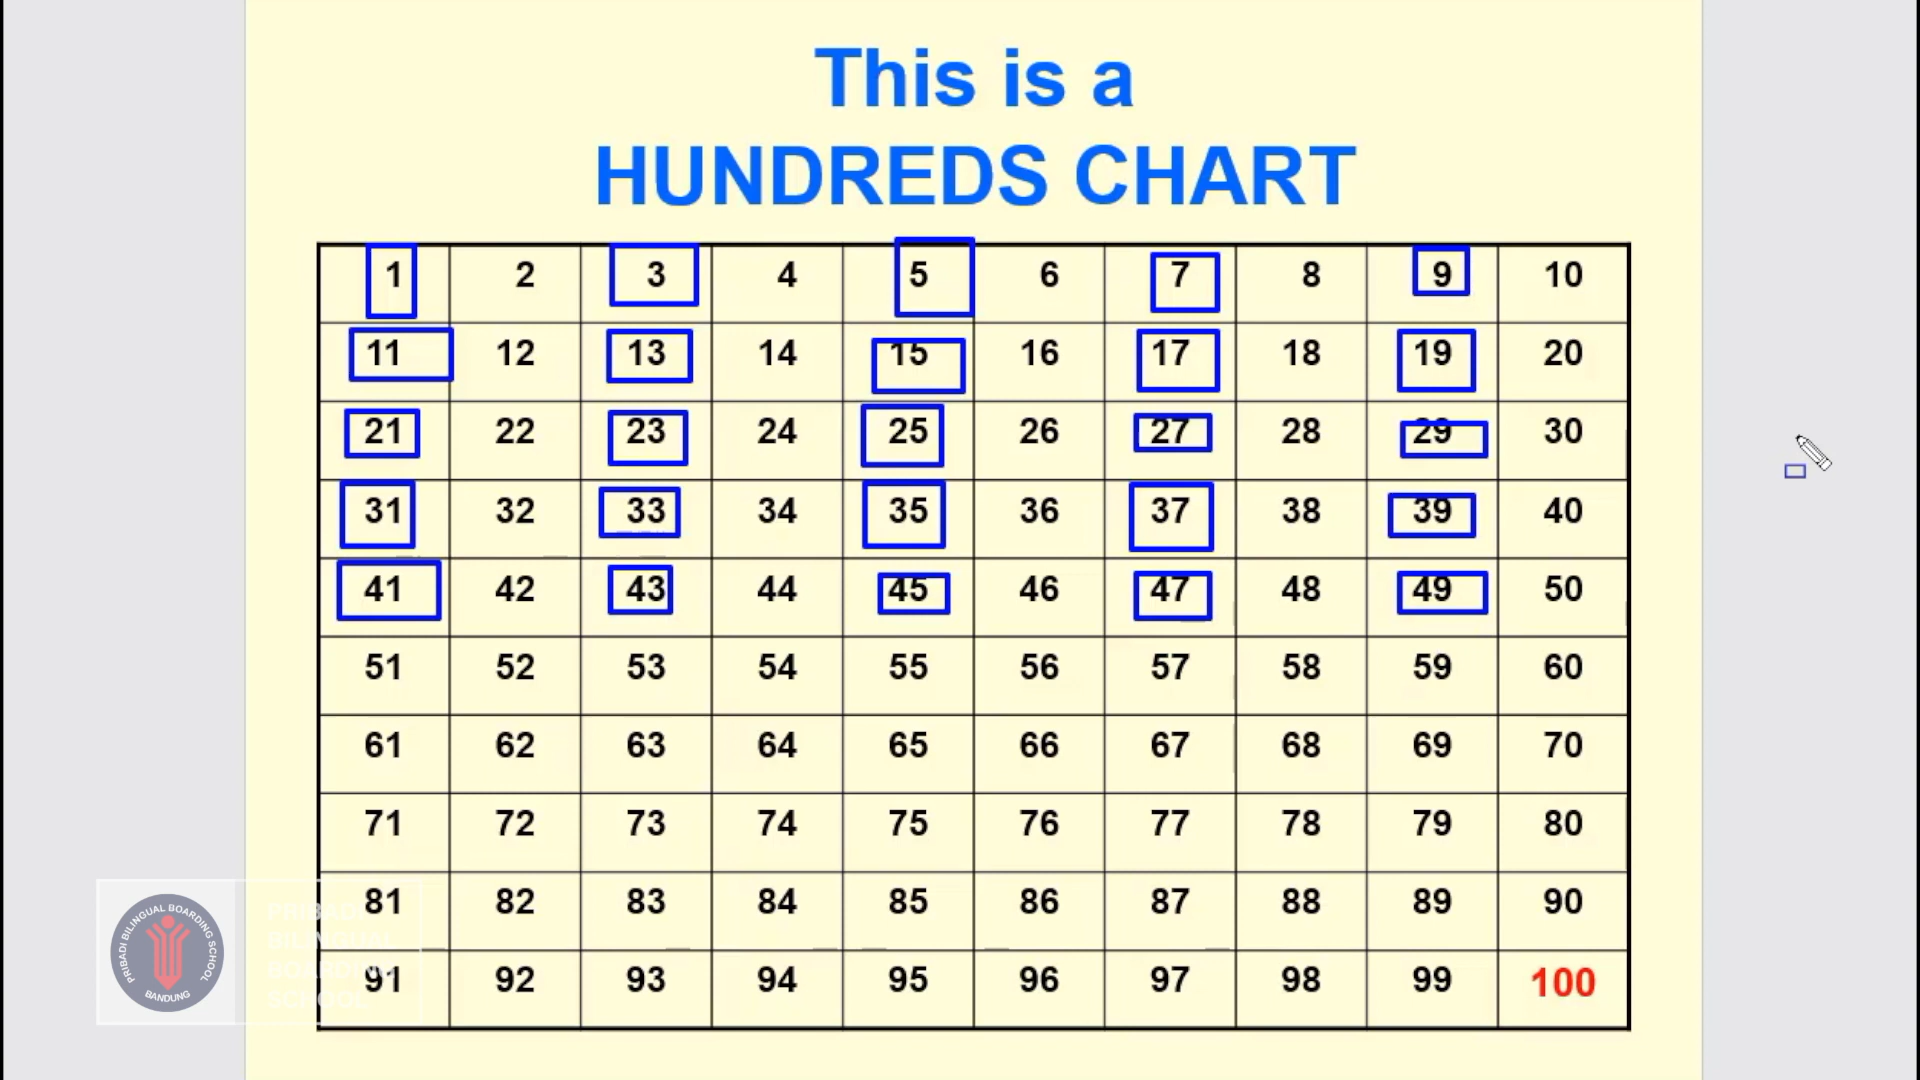 This is a
HUNDREDS CHART
1 2 3 4 5 6 7 8 9 10
11 12 13 14 15 16 17 18 19 20
21 22 23 24 25 26 27 28 29 30
31 32 33 34 35 36 37 38 39 40
41 42 43 44 45 46 47 48 49 50
51 52 53 54 55 56 57 58 59 60
61 62 63 64 65 66 67 68 69 70
71 72 73 74 75 76 77 78 79 80
81 82 83 84 85 86 87 88 89 90
91 92 93 94 95 96 97 98 99 100
PRIBADI BILINGUAL BOARDING SCHOOL
BANDUNG
PRIBADI
BILINGUAL
BOARDING
SCHOOL